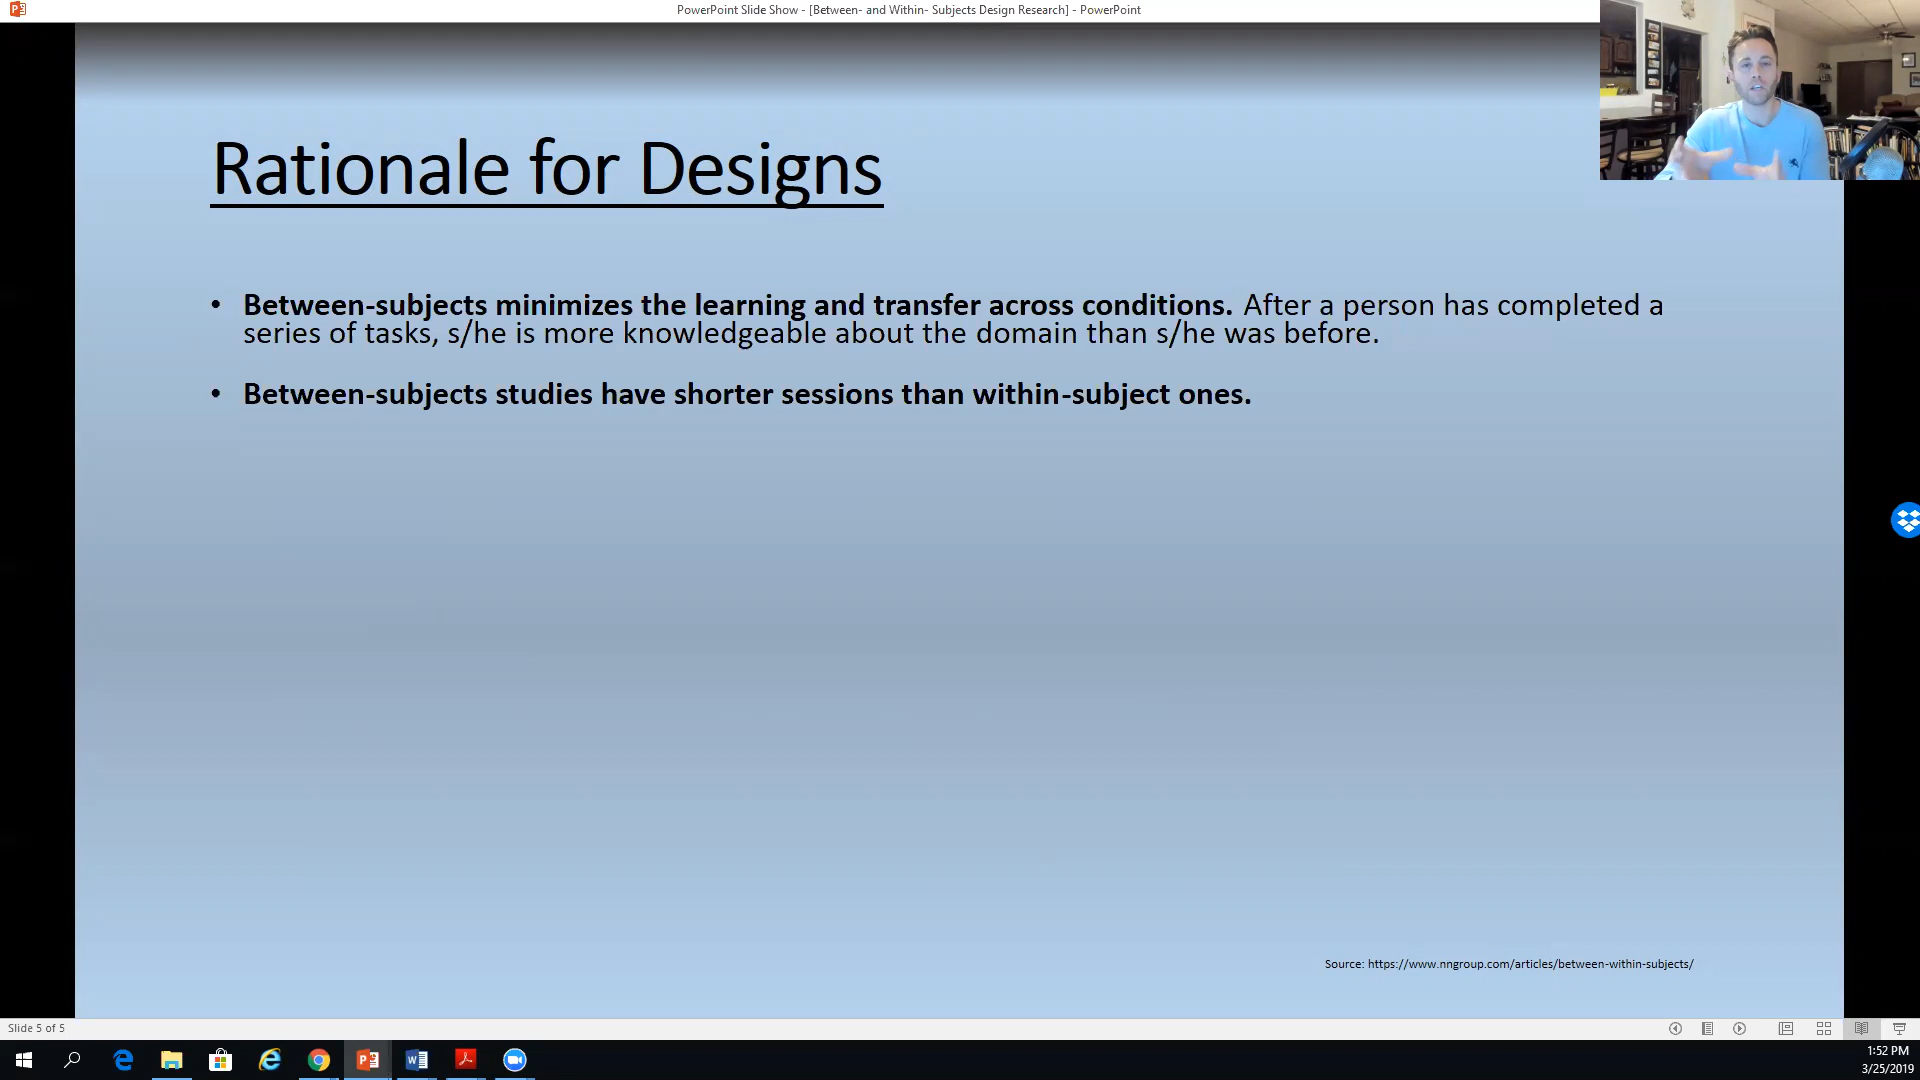 PowerPoint Slide Show - [Between- and Within- Subjects Design Research] - PowerPoint
Rationale for Designs
• Between-subjects minimizes the learning and transfer across conditions. After a person has completed a
series of tasks, s/he is more knowledgeable about the domain than s/he was before.
• Between-subjects studies have shorter sessions than within-subject ones.
Source: https://www.nngroup.com/articles/between-within-subjects/
Slide 5 of 5
1:52 PM
3/25/2019